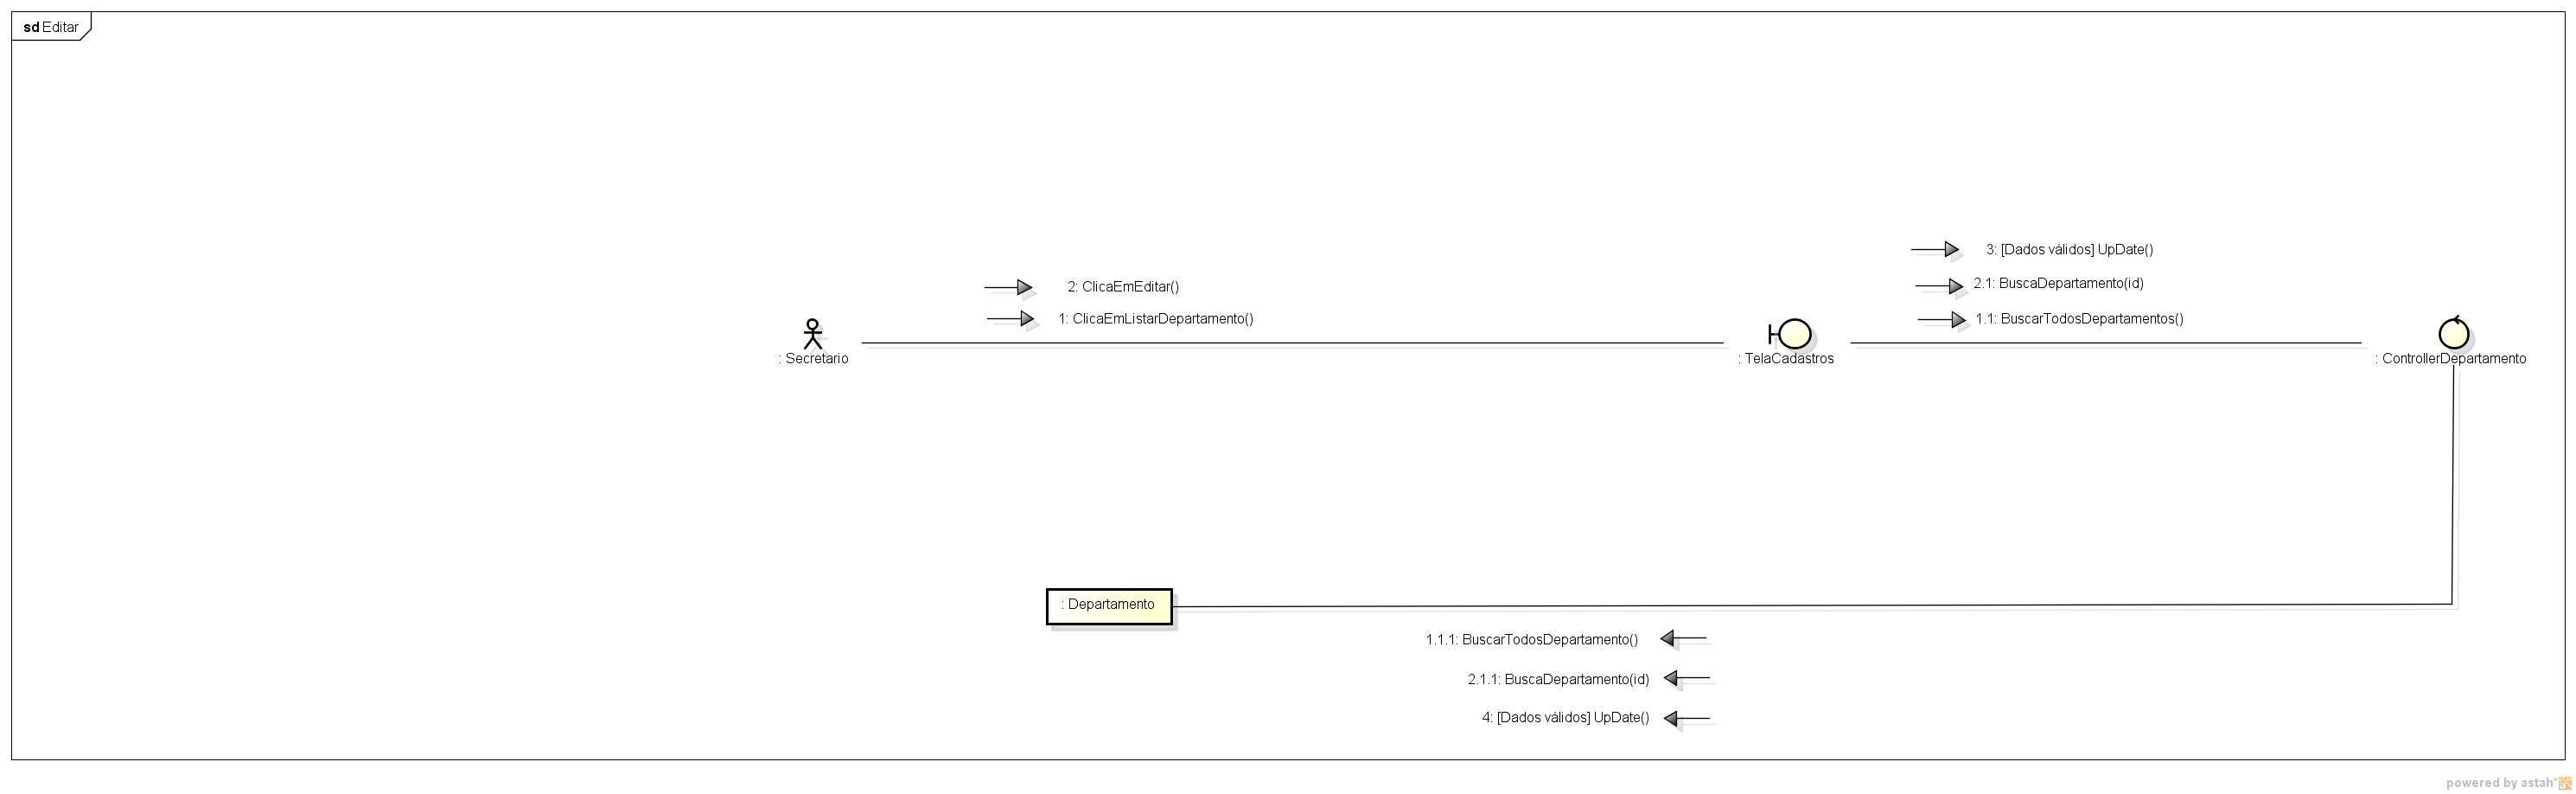 sd Editar
3: [Dados válidos] UpDate()
2: ClicaEmEditar()
2.1: BuscaDepartamento(id)
1: ClicaEmListarDepartamento()
1.1: BuscarTodosDepartamentos()
: Secretario
: TelaCadastros
: ControllerDepartamento
: Departamento
1.1.1: BuscarTodosDepartamento()
2.1.1: BuscaDepartamento(id)
4: [Dados válidos] UpDate()
powered by astah*